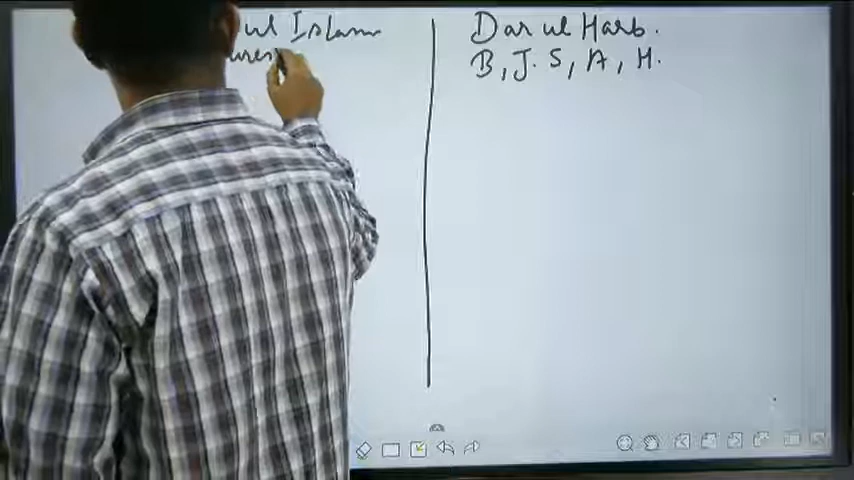 ul Islam
Dar ul Harb.
B, J. S, A, H.